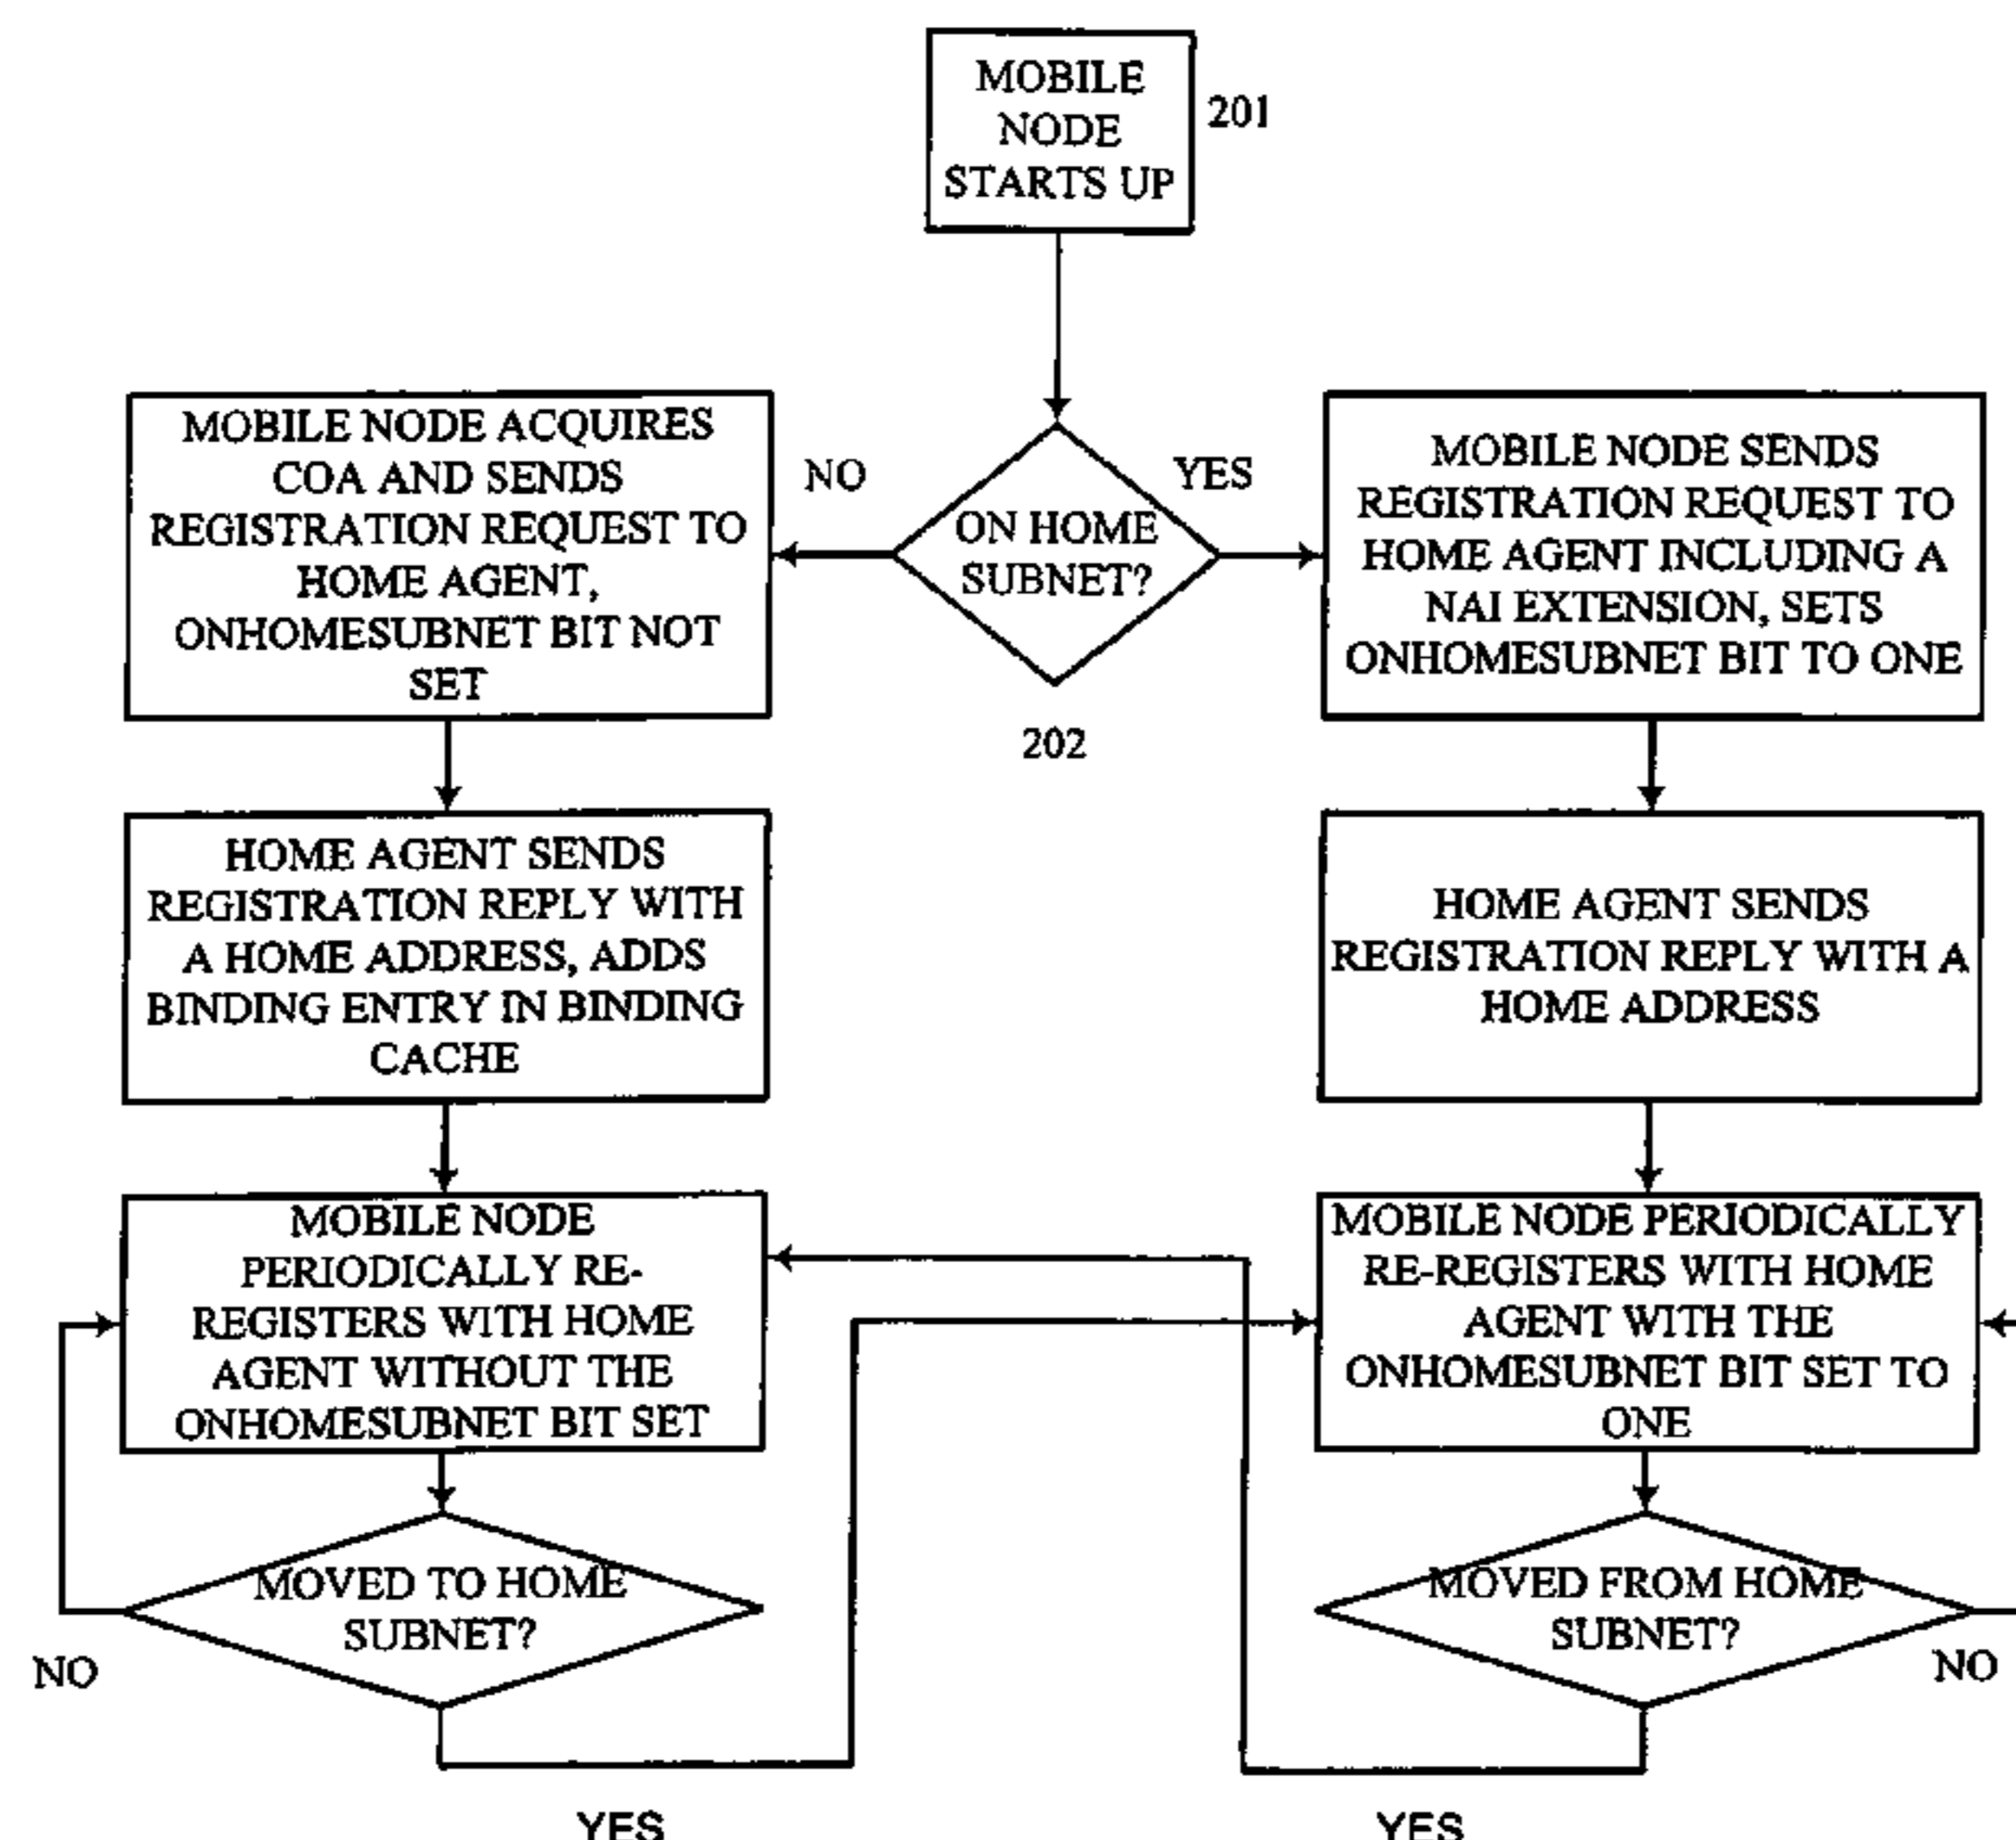 MOBILE
NODE
STARTS UP
201
NO
YES
ON HOME
SUBNET?
202
MOBILE NODE ACQUIRES
COA AND SENDS
REGISTRATION REQUEST TO
HOME AGENT,
ONHOMESUBNET BIT NOT
SET
MOBILE NODE SENDS
REGISTRATION REQUEST TO
HOME AGENT INCLUDING A
NAI EXTENSION, SETS
ONHOMESUBNET BIT TO ONE
HOME AGENT SENDS
REGISTRATION REPLY WITH
A HOME ADDRESS, ADDS
BINDING ENTRY IN BINDING
CACHE
HOME AGENT SENDS
REGISTRATION REPLY WITH A
HOME ADDRESS
MOBILE NODE
PERIODICALLY RE-
REGISTERS WITH HOME
AGENT WITHOUT THE
ONHOMESUBNET BIT SET
MOBILE NODE PERIODICALLY
RE-REGISTERS WITH HOME
AGENT WITH THE
ONHOMESUBNET BIT SET TO
ONE
MOVED TO HOME
SUBNET?
NO
YES
MOVED FROM HOME
SUBNET?
NO
YES